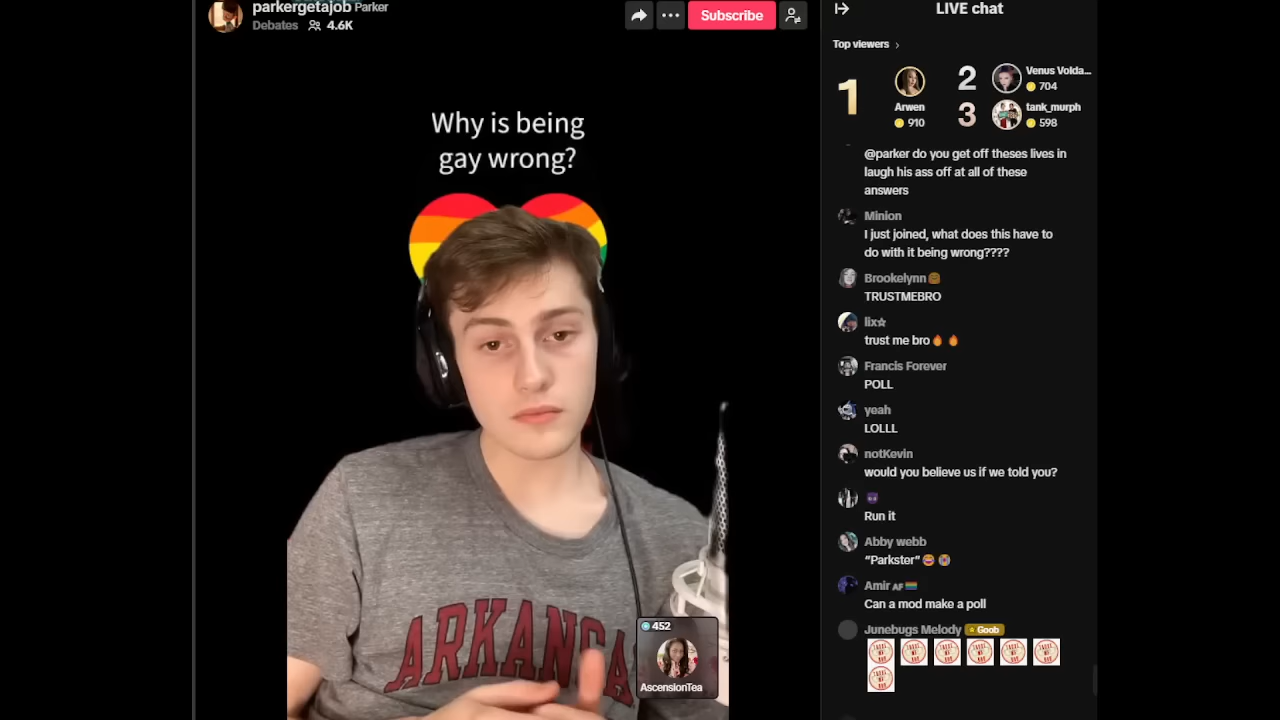 parkergetajob Parker
Debates 4.6K
Subscribe
Why is being
gay wrong?
ARKANSA
452
AscensionTea
LIVE chat
Top viewers
1
Arwen
910
2
Venus Volda...
704
3
tank_murph
598
@parker do you get off theses lives in
laugh his ass off at all of these
answers
Minion
I just joined, what does this have to
do with it being wrong????
Brookelynn
TRUSTMEBRO
lix☆
trust me bro🔥 🔥
Francis Forever
POLL
yeah
LOLLL
notKevin
would you believe us if we told you?
Run it
Abby webb
“Parkster”
Amir AF
Can a mod make a poll
Junebugs Melody Goob